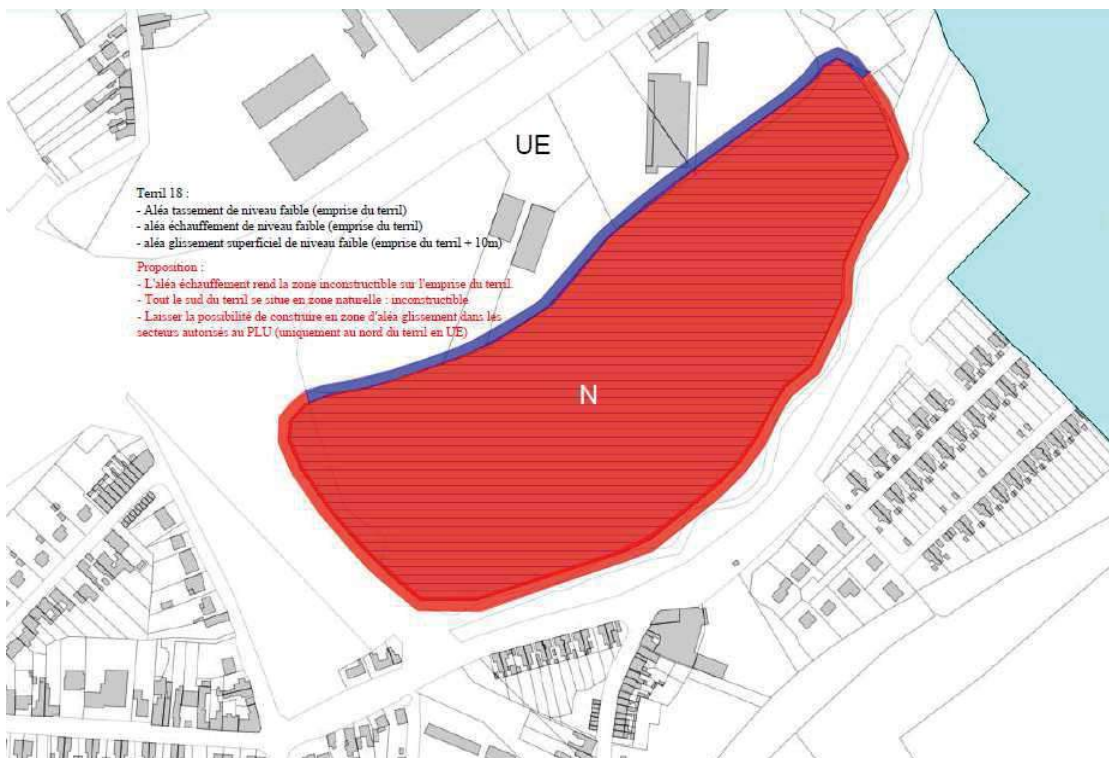 UE
Terril 18 :
- Aléa tassement de niveau faible (emprise du terril)
- aléa échauffement de niveau faible (emprise du terril)
- aléa glissement superficiel de niveau faible (emprise du terril + 10m)
Proposition :
- L'aléa échauffement rend la zone inconstructible sur l'emprise du terril.
- Tout le sud du terril se situe en zone naturelle : inconstructible
- Laisser la possibilité de construire en zone d'aléa glissement dans les
secteurs autorisés au PLU (uniquement au nord du terril en UE)
N